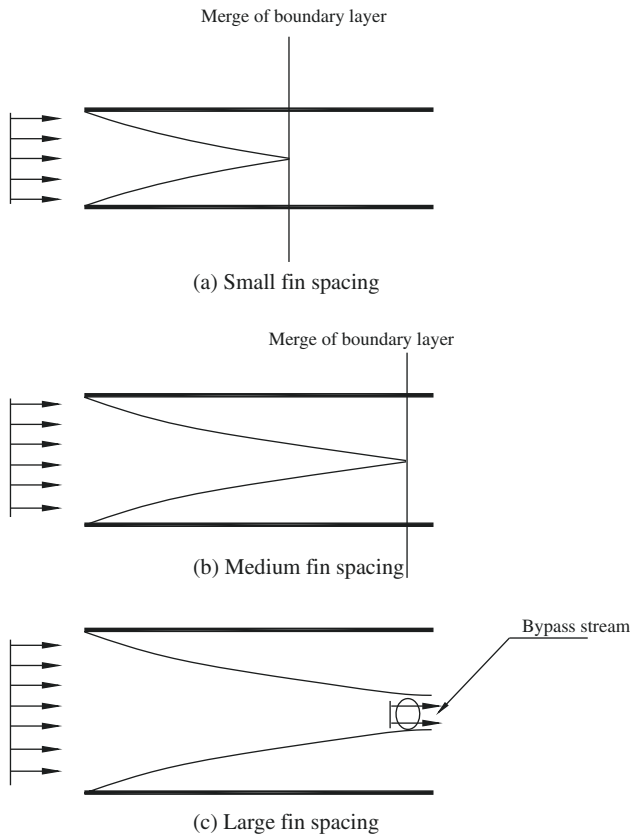 Merge of boundary layer
(a) Small fin spacing
Merge of boundary layer
(b) Medium fin spacing
Bypass stream
(c) Large fin spacing